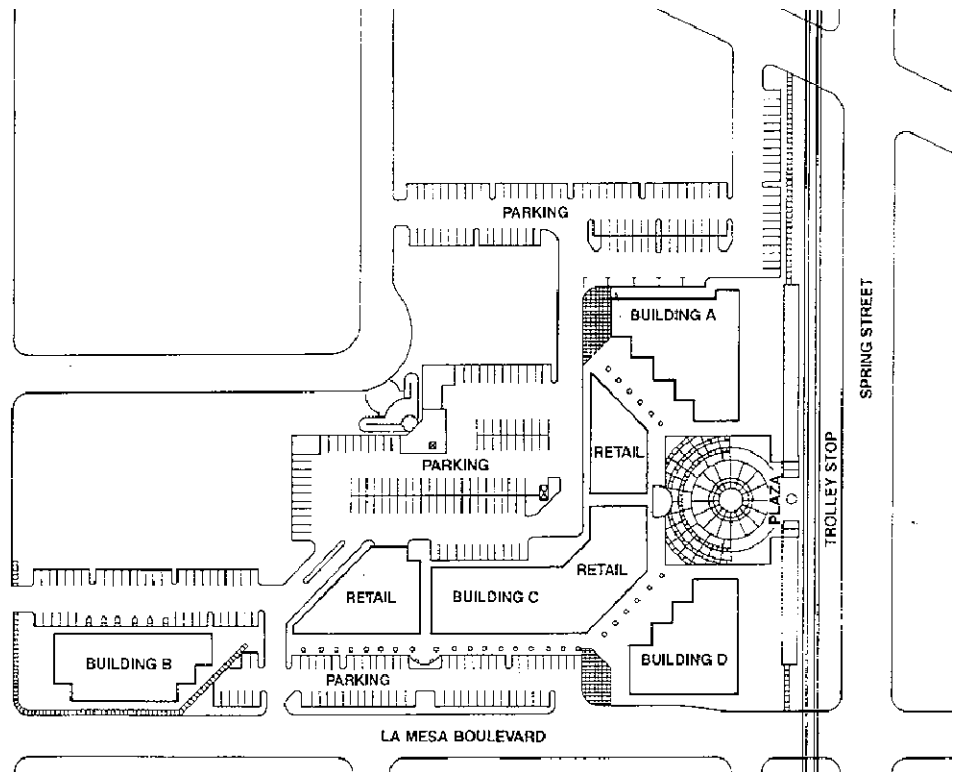 PARKING
BUILDING A
SPRING STREET
RETAIL
PARKING
PLAZA
TROLLEY STOP
RETAIL
RETAIL
BUILDING C
BUILDING B
BUILDING D
PARKING
LA MESA BOULEVARD